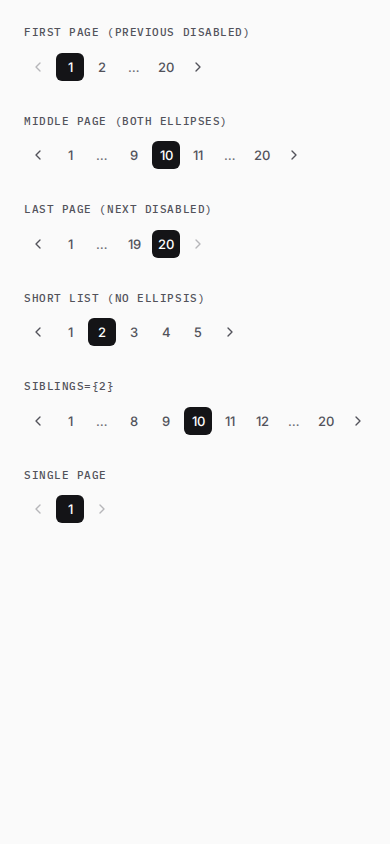 FIRST PAGE (PREVIOUS DISABLED)
1 2 … 20
MIDDLE PAGE (BOTH ELLIPSES)
1 … 9 10 11 … 20
LAST PAGE (NEXT DISABLED)
1 … 19 20
SHORT LIST (NO ELLIPSIS)
1 2 3 4 5
SIBLINGS={2}
1 … 8 9 10 11 12 … 20
SINGLE PAGE
1